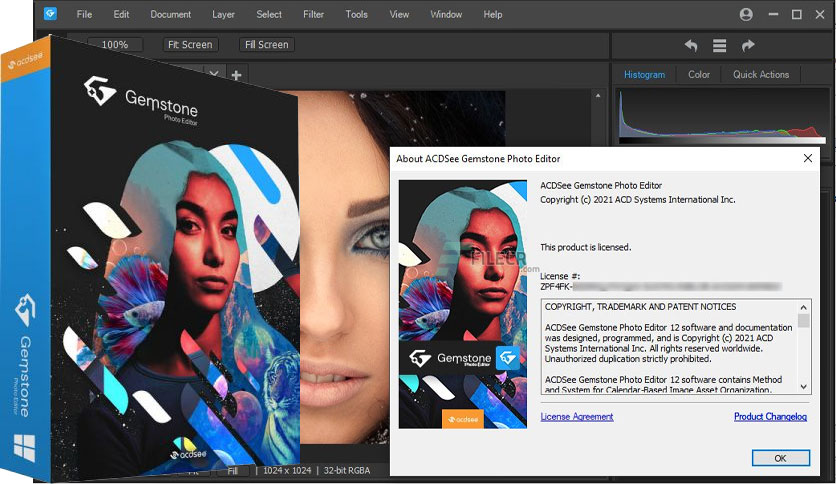 File Edit Document Layer Select Filter Tools View Window Help
100% Fit Screen Fill Screen
Histogram Color Quick Actions
acdsee
Gemstone
Photo Editor
Gemstone
Photo Editor
acdsee
Fill | 1024 x 1024 | 32-bit RGBA
About ACDSee Gemstone Photo Editor
FILECR
.com
Gemstone
Photo Editor
acdsee
ACDSee Gemstone Photo Editor
Copyright (c) 2021 ACD Systems International Inc.
This product is licensed.
License #:
ZPF4FK-
COPYRIGHT, TRADEMARK AND PATENT NOTICES
ACDSee Gemstone Photo Editor 12 software and documentation
was designed, programmed, and is Copyright (c) 2021 ACD
Systems International Inc. All rights reserved worldwide.
Unauthorized duplication strictly prohibited.
ACDSee Gemstone Photo Editor 12 software contains Method
and System for Calendar-Based Image Asset Organization,
License Agreement Product Changelog
OK